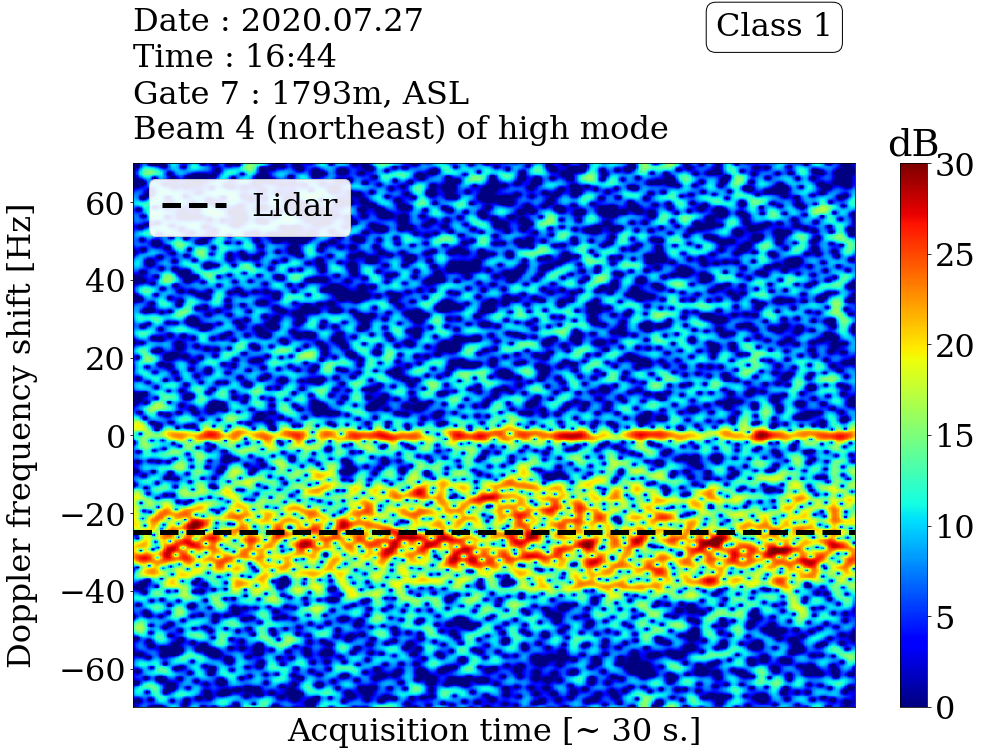 Date : 2020.07.27
Time : 16:44
Gate 7 : 1793m, ASL
Beam 4 (northeast) of high mode
Class 1
dB
Lidar
Doppler frequency shift [Hz]
60
40
20
0
−20
−40
−60
30
25
20
15
10
5
0
Acquisition time [~ 30 s.]